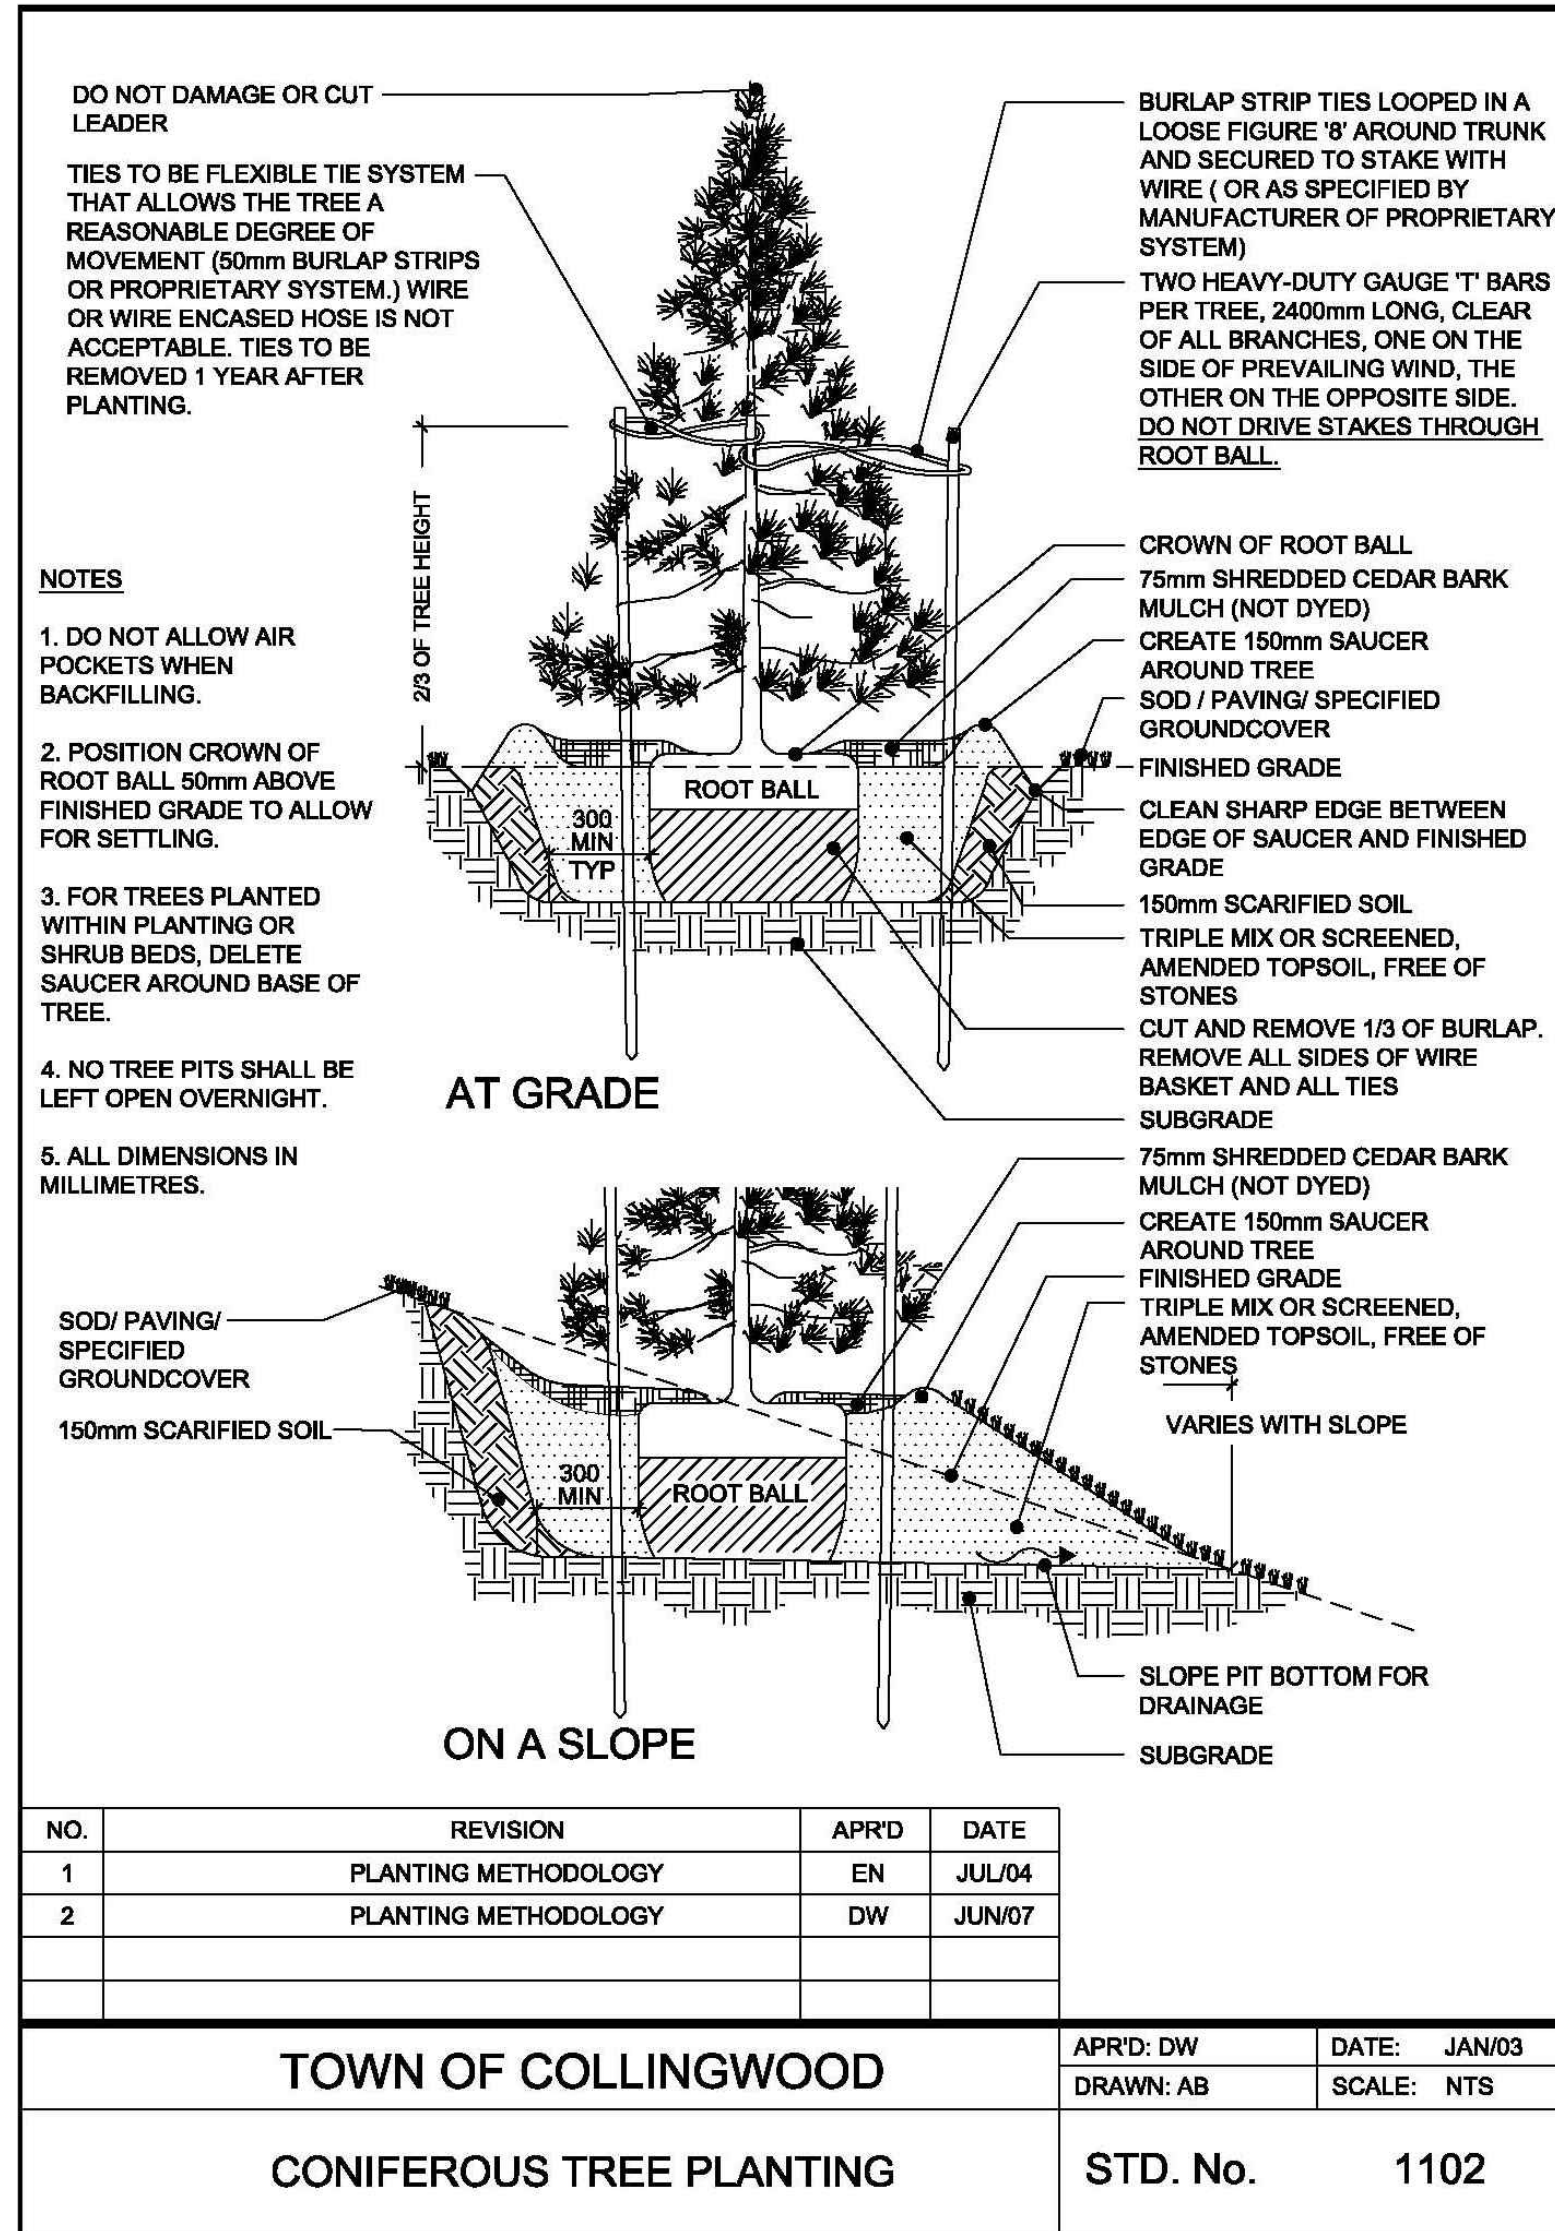 DO NOT DAMAGE OR CUT
LEADER
TIES TO BE FLEXIBLE TIE SYSTEM
THAT ALLOWS THE TREE A
REASONABLE DEGREE OF
MOVEMENT (50mm BURLAP STRIPS
OR PROPRIETARY SYSTEM.) WIRE
OR WIRE ENCASED HOSE IS NOT
ACCEPTABLE. TIES TO BE
REMOVED 1 YEAR AFTER
PLANTING.
2/3 OF TREE HEIGHT
NOTES
1. DO NOT ALLOW AIR
POCKETS WHEN
BACKFILLING.
2. POSITION CROWN OF
ROOT BALL 50mm ABOVE
FINISHED GRADE TO ALLOW
FOR SETTLING.
3. FOR TREES PLANTED
WITHIN PLANTING OR
SHRUB BEDS, DELETE
SAUCER AROUND BASE OF
TREE.
4. NO TREE PITS SHALL BE
LEFT OPEN OVERNIGHT.
5. ALL DIMENSIONS IN
MILLIMETRES.
BURLAP STRIP TIES LOOPED IN A
LOOSE FIGURE '8' AROUND TRUNK
AND SECURED TO STAKE WITH
WIRE ( OR AS SPECIFIED BY
MANUFACTURER OF PROPRIETARY
SYSTEM)
TWO HEAVY-DUTY GAUGE 'T' BARS
PER TREE, 2400mm LONG, CLEAR
OF ALL BRANCHES, ONE ON THE
SIDE OF PREVAILING WIND, THE
OTHER ON THE OPPOSITE SIDE.
DO NOT DRIVE STAKES THROUGH
ROOT BALL.
CROWN OF ROOT BALL
75mm SHREDDED CEDAR BARK
MULCH (NOT DYED)
CREATE 150mm SAUCER
AROUND TREE
SOD / PAVING/ SPECIFIED
GROUNDCOVER
FINISHED GRADE
CLEAN SHARP EDGE BETWEEN
EDGE OF SAUCER AND FINISHED
GRADE
150mm SCARIFIED SOIL
TRIPLE MIX OR SCREENED,
AMENDED TOPSOIL, FREE OF
STONES
CUT AND REMOVE 1/3 OF BURLAP.
REMOVE ALL SIDES OF WIRE
BASKET AND ALL TIES
SUBGRADE
ROOT BALL
300
MIN
TYP
AT GRADE
75mm SHREDDED CEDAR BARK
MULCH (NOT DYED)
CREATE 150mm SAUCER
AROUND TREE
FINISHED GRADE
TRIPLE MIX OR SCREENED,
AMENDED TOPSOIL, FREE OF
STONES
VARIES WITH SLOPE
SOD/ PAVING/
SPECIFIED
GROUNDCOVER
150mm SCARIFIED SOIL
300
MIN
ROOT BALL
SLOPE PIT BOTTOM FOR
DRAINAGE
SUBGRADE
ON A SLOPE
NO. REVISION APR'D DATE
1 PLANTING METHODOLOGY EN JUL/04
2 PLANTING METHODOLOGY DW JUN/07
TOWN OF COLLINGWOOD
APR'D: DW DATE: JAN/03
DRAWN: AB SCALE: NTS
CONIFEROUS TREE PLANTING
STD. No. 1102